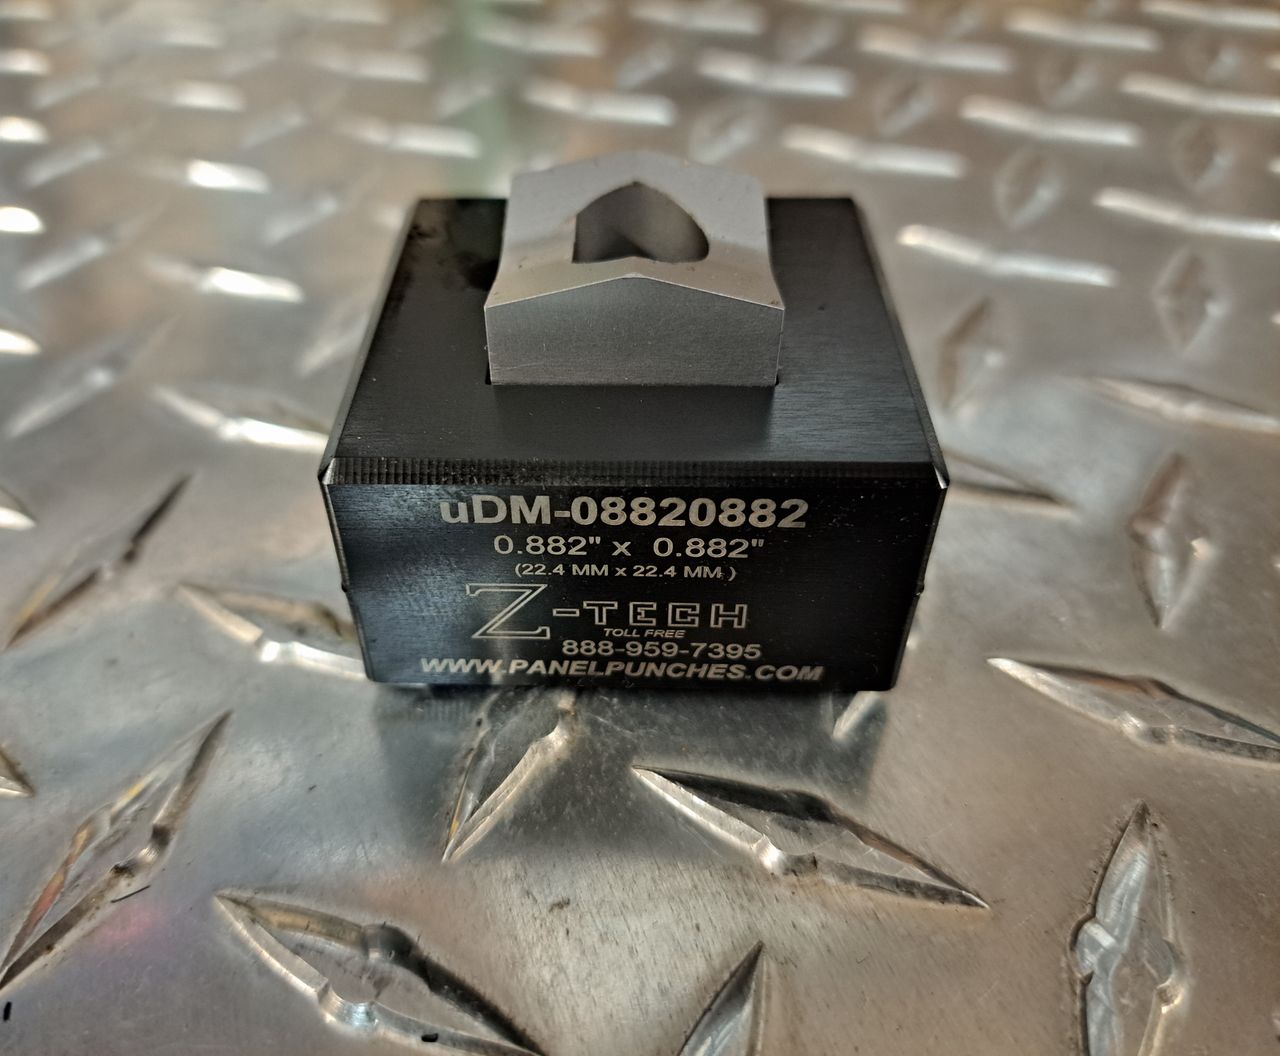 uDM-08820882
0.882" x 0.882"
(22.4 MM x 22.4 MM.)
Z-TECH
TOLL FREE
888-959-7395
WWW.PANELPUNCHES.COM